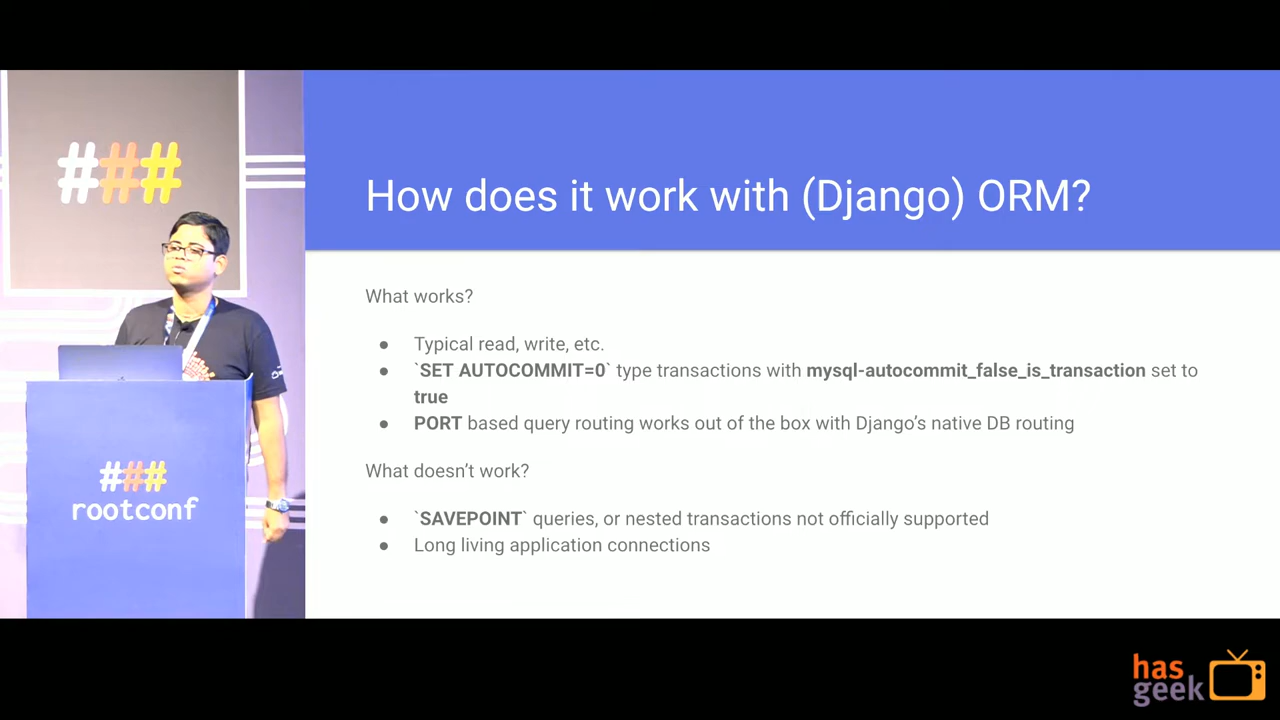 ###
How does it work with (Django) ORM?
What works?
● Typical read, write, etc.
● `SET AUTOCOMMIT=0` type transactions with mysql-autocommit_false_is_transaction set to
true
● PORT based query routing works out of the box with Django’s native DB routing
What doesn’t work?
● `SAVEPOINT` queries, or nested transactions not officially supported
● Long living application connections
###
rootconf
has
geek